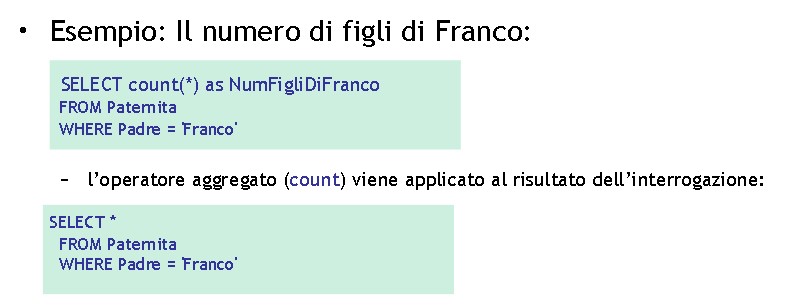 • Esempio: Il numero di figli di Franco:
SELECT count(*) as NumFigliDiFranco
FROM Paternita
WHERE Padre = 'Franco'
– l'operatore aggregato (count) viene applicato al risultato dell'interrogazione:
SELECT *
FROM Paternita
WHERE Padre = 'Franco'